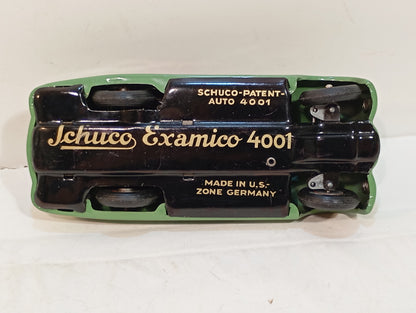 SCHUCO-PATENT-
AUTO 4001
Schuco Examico 4001
MADE IN U.S.-
ZONE GERMANY